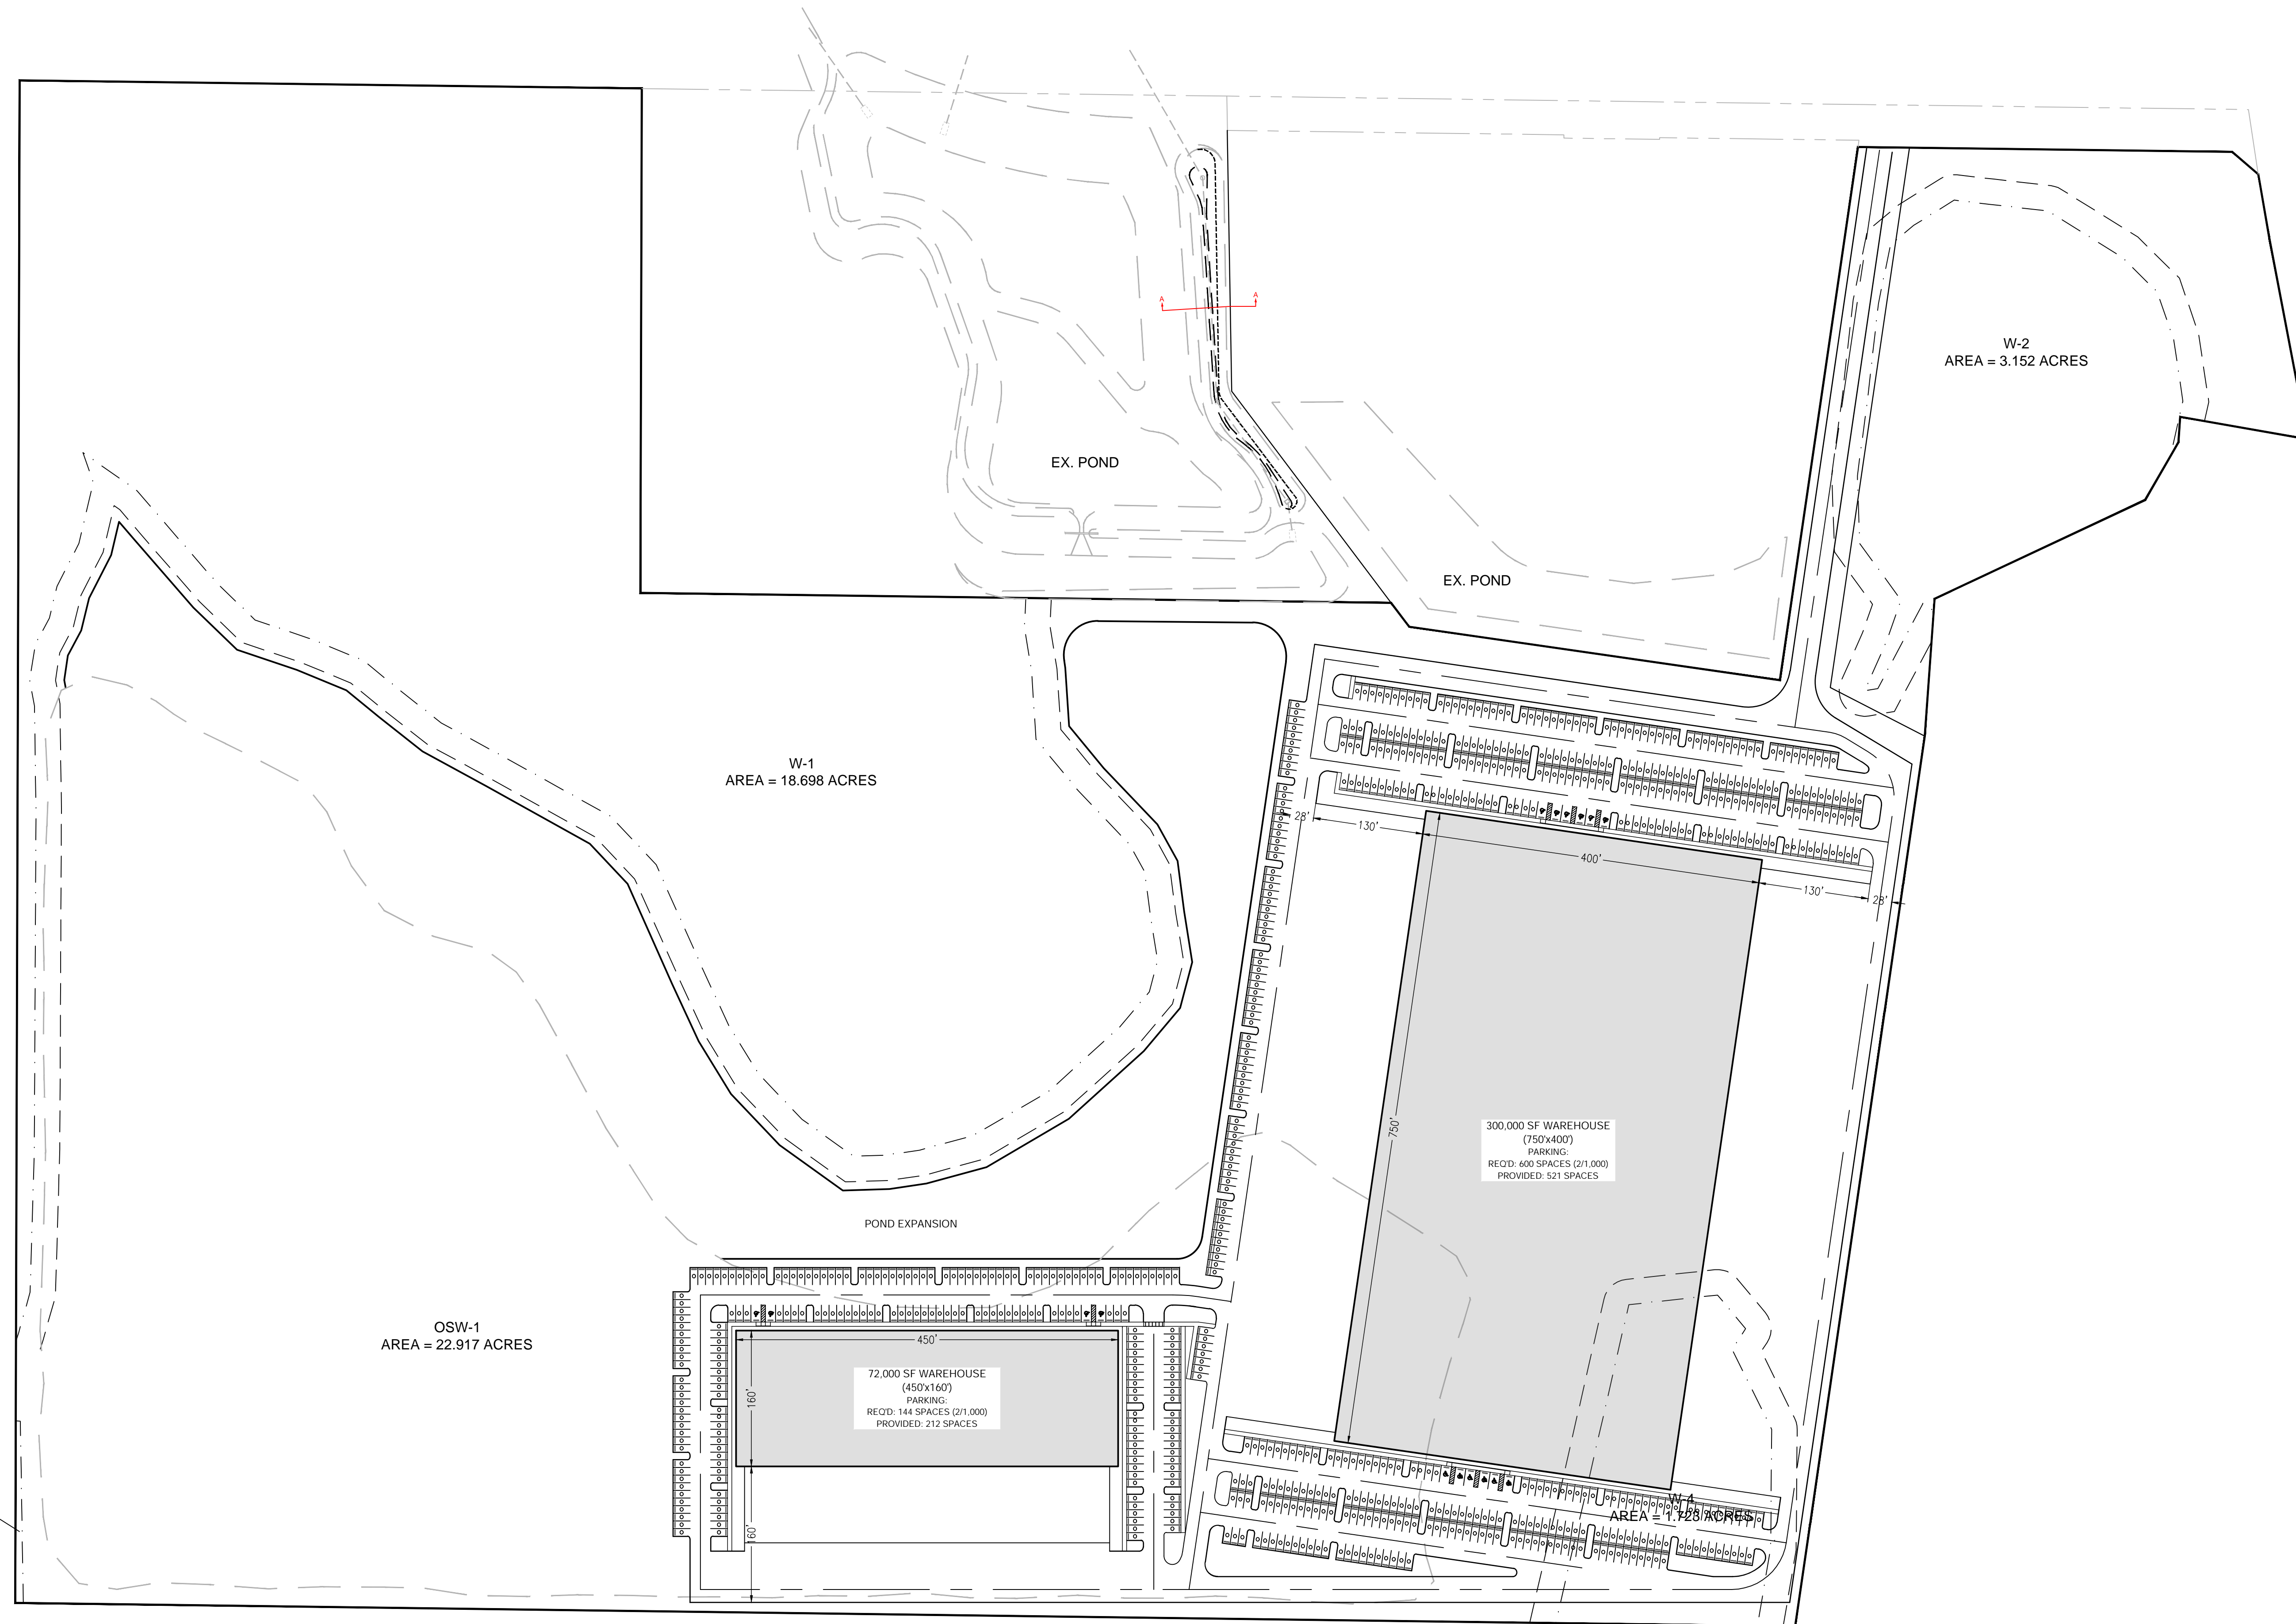 A
A
W-2
AREA = 3.152 ACRES
EX. POND
EX. POND
W-1
AREA = 18.698 ACRES
28'
130'
400'
130'
28'
750'
300,000 SF WAREHOUSE
(750'x400')
PARKING:
REQ'D: 600 SPACES (2/1,000)
PROVIDED: 521 SPACES
POND EXPANSION
OSW-1
AREA = 22.917 ACRES
450'
160'
72,000 SF WAREHOUSE
(450'x160')
PARKING:
REQ'D: 144 SPACES (2/1,000)
PROVIDED: 212 SPACES
160'
W-4
AREA = 1.723 ACRES